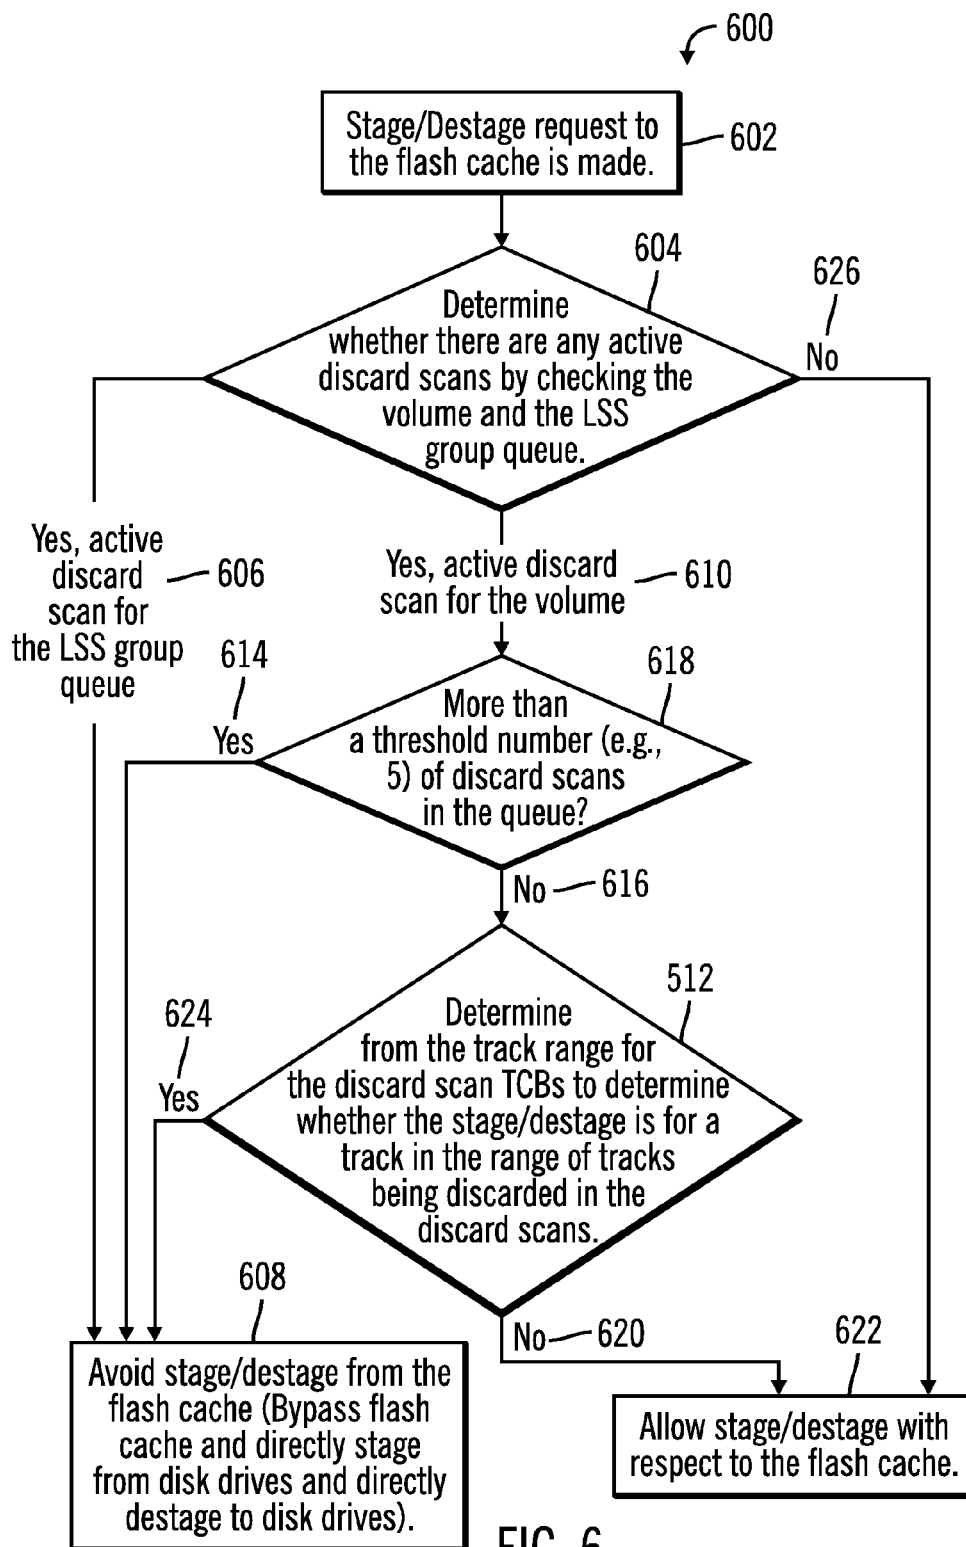 600
Stage/Destage request to
the flash cache is made.
602
604
626
Determine
whether there are any active
discard scans by checking the
volume and the LSS
group queue.
No
Yes, active
discard
scan for
the LSS group
queue
606
Yes, active discard
scan for the volume
610
614
Yes
618
More than
a threshold number (e.g.,
5) of discard scans
in the queue?
No
616
512
624
Yes
Determine
from the track range for
the discard scan TCBs to determine
whether the stage/destage is for a
track in the range of tracks
being discarded in the
discard scans.
608
No
620
622
Avoid stage/destage from the
flash cache (Bypass flash
cache and directly stage
from disk drives and directly
destage to disk drives).
Allow stage/destage with
respect to the flash cache.
FIG. 6